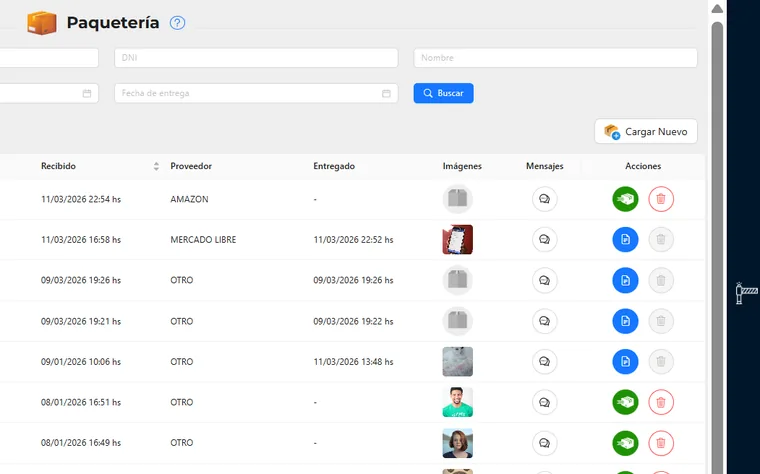 Paquetería ?
DNI
Nombre
Fecha de entrega
Buscar
Cargar Nuevo
Recibido Proveedor Entregado Imágenes Mensajes Acciones
11/03/2026 22:54 hs AMAZON -
11/03/2026 16:58 hs MERCADO LIBRE 11/03/2026 22:52 hs
09/03/2026 19:26 hs OTRO 09/03/2026 19:26 hs
09/03/2026 19:21 hs OTRO 09/03/2026 19:22 hs
09/01/2026 10:06 hs OTRO 11/03/2026 13:48 hs
08/01/2026 16:51 hs OTRO -
08/01/2026 16:49 hs OTRO -